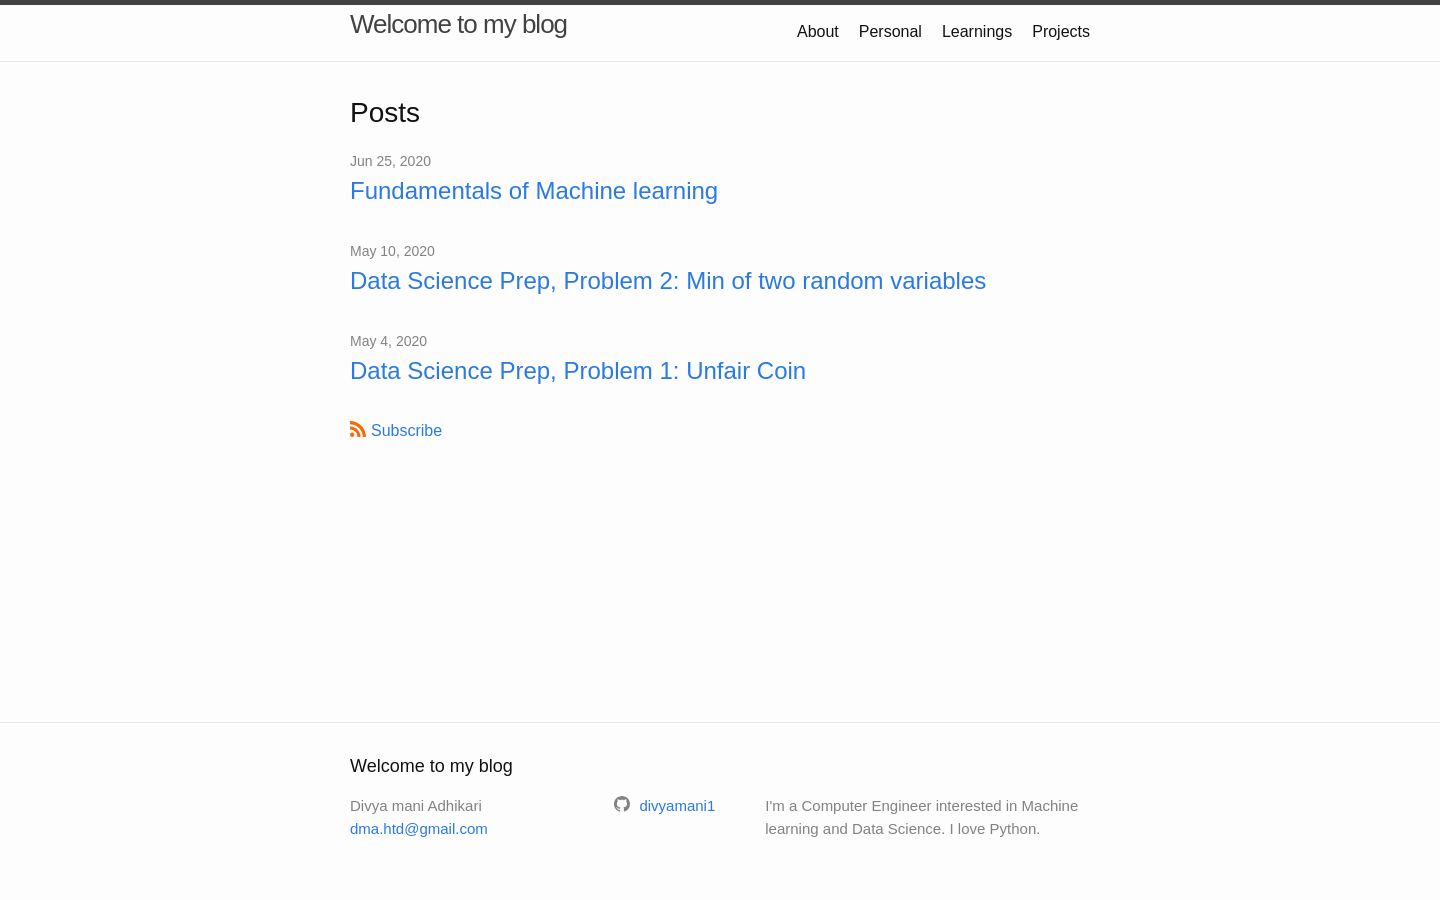 Welcome to my blog
About Personal Learnings Projects
Posts
Jun 25, 2020
Fundamentals of Machine learning
May 10, 2020
Data Science Prep, Problem 2: Min of two random variables
May 4, 2020
Data Science Prep, Problem 1: Unfair Coin
Subscribe
Welcome to my blog
Divya mani Adhikari
dma.htd@gmail.com
divyamani1
I'm a Computer Engineer interested in Machine
learning and Data Science. I love Python.